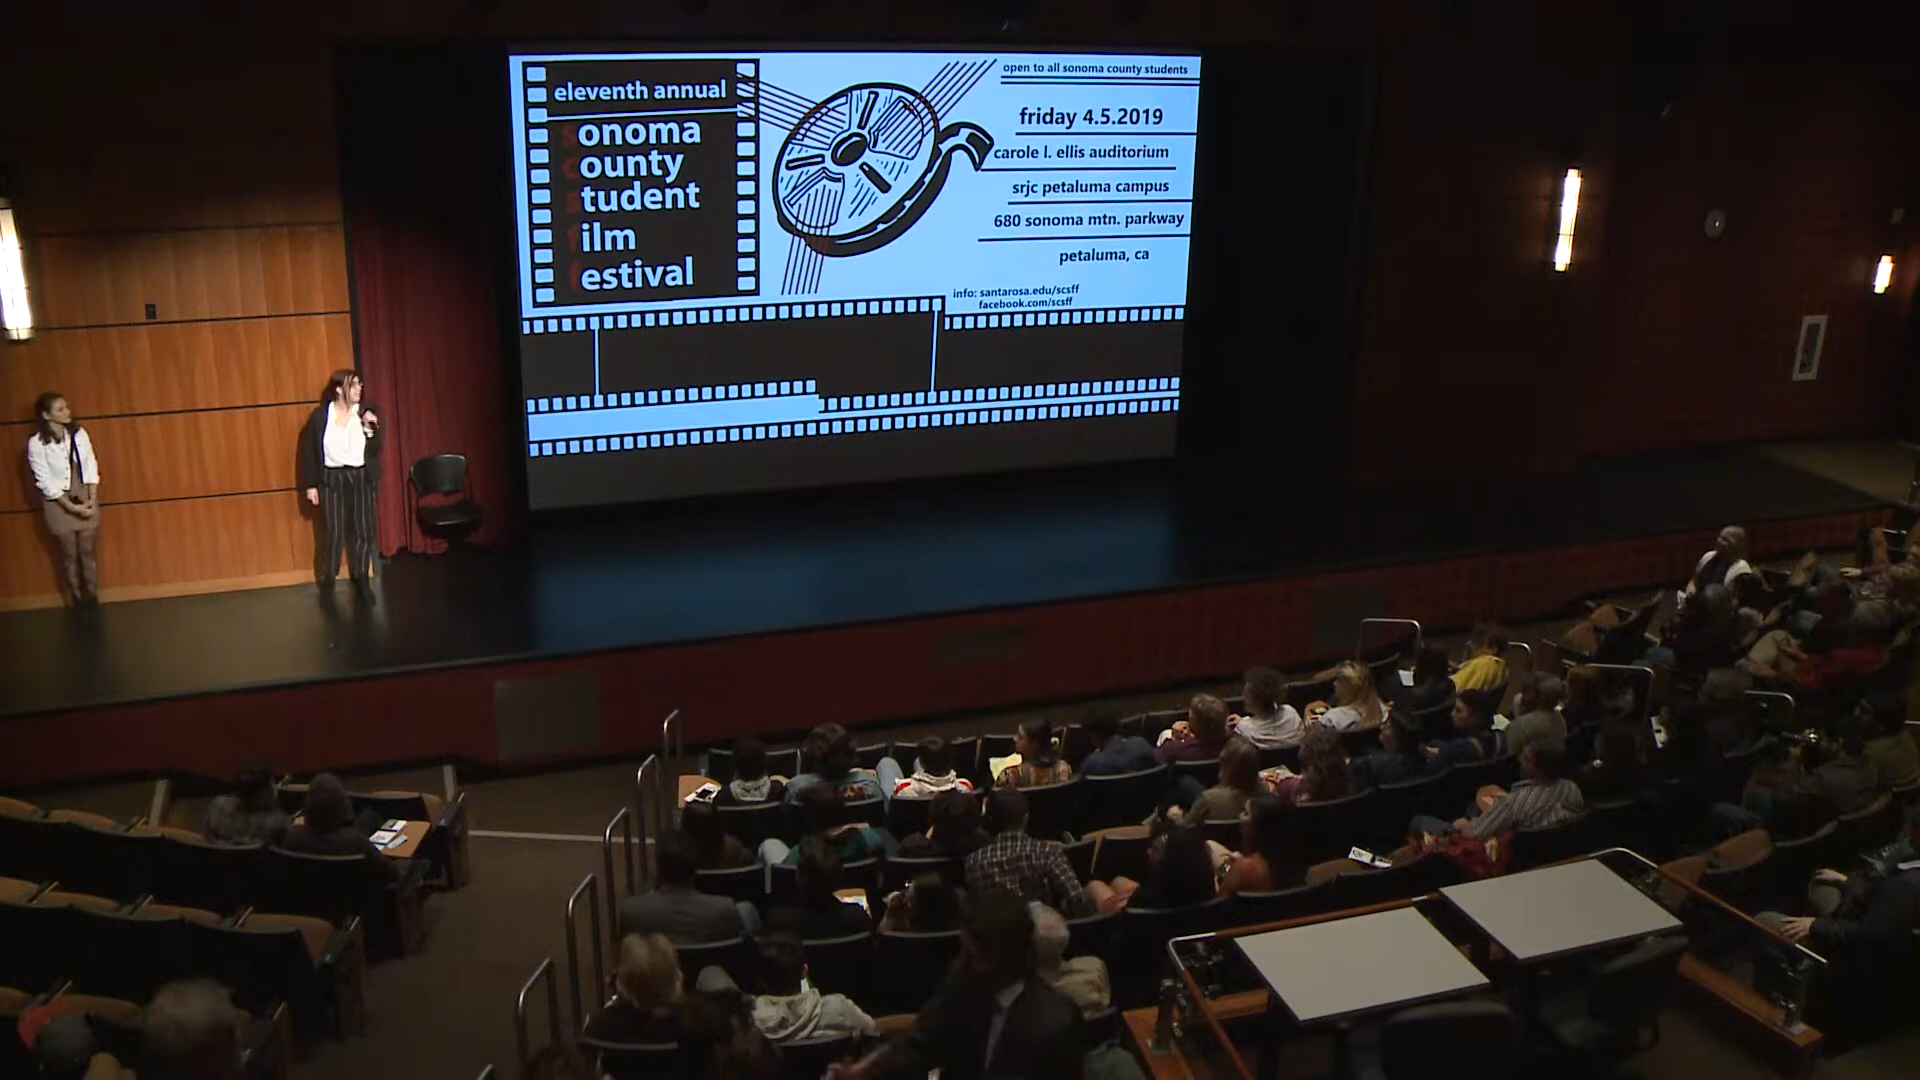 eleventh annual
sonoma
county
student
film
festival
open to all sonoma county students
friday 4.5.2019
carole l. ellis auditorium
srjc petaluma campus
680 sonoma mtn. parkway
petaluma, ca
info: santarosa.edu/scsff
facebook.com/scsff